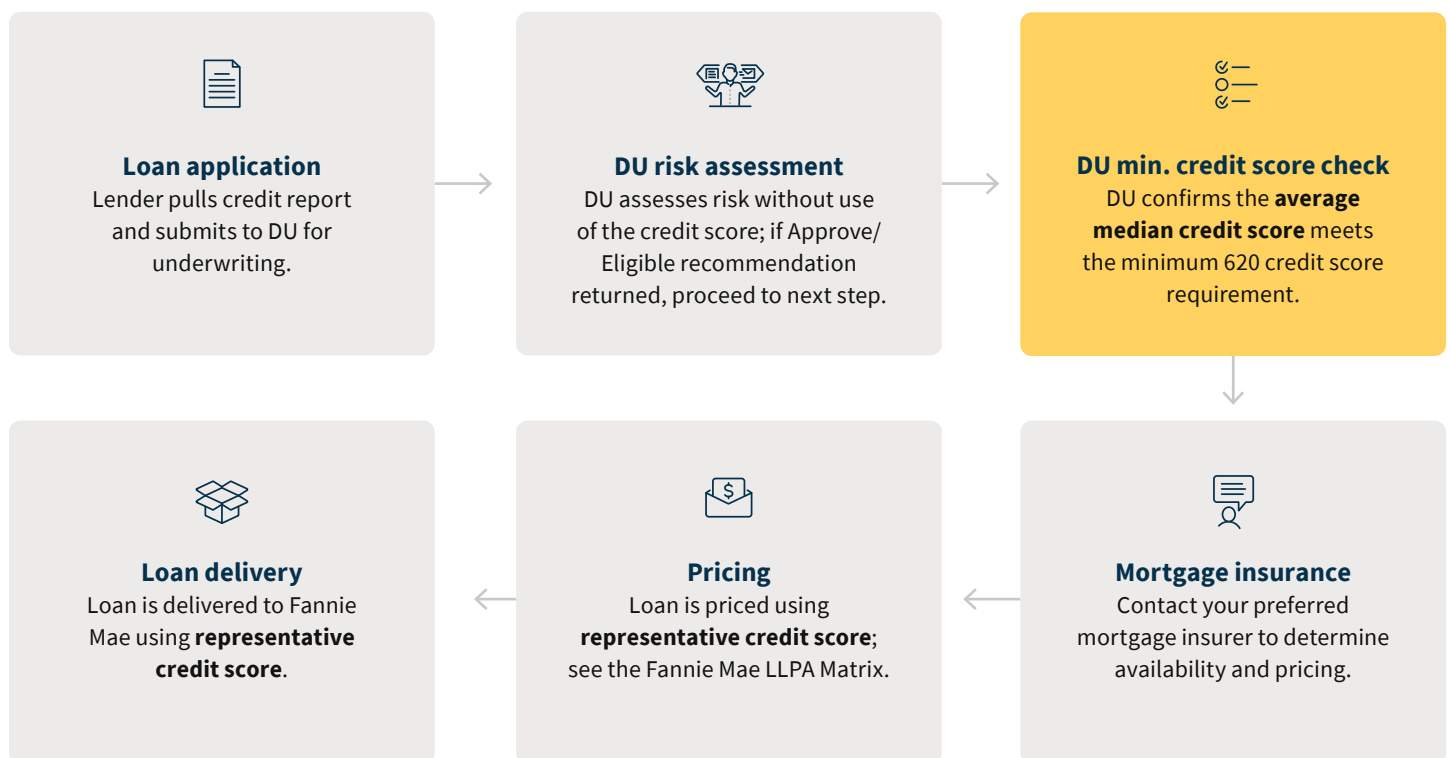 Loan application
Lender pulls credit report
and submits to DU for
underwriting.
DU risk assessment
DU assesses risk without use
of the credit score; if Approve/
Eligible recommendation
returned, proceed to next step.
DU min. credit score check
DU confirms the average
median credit score meets
the minimum 620 credit score
requirement.
Mortgage insurance
Contact your preferred
mortgage insurer to determine
availability and pricing.
Pricing
Loan is priced using
representative credit score;
see the Fannie Mae LLPA Matrix.
Loan delivery
Loan is delivered to Fannie
Mae using representative
credit score.